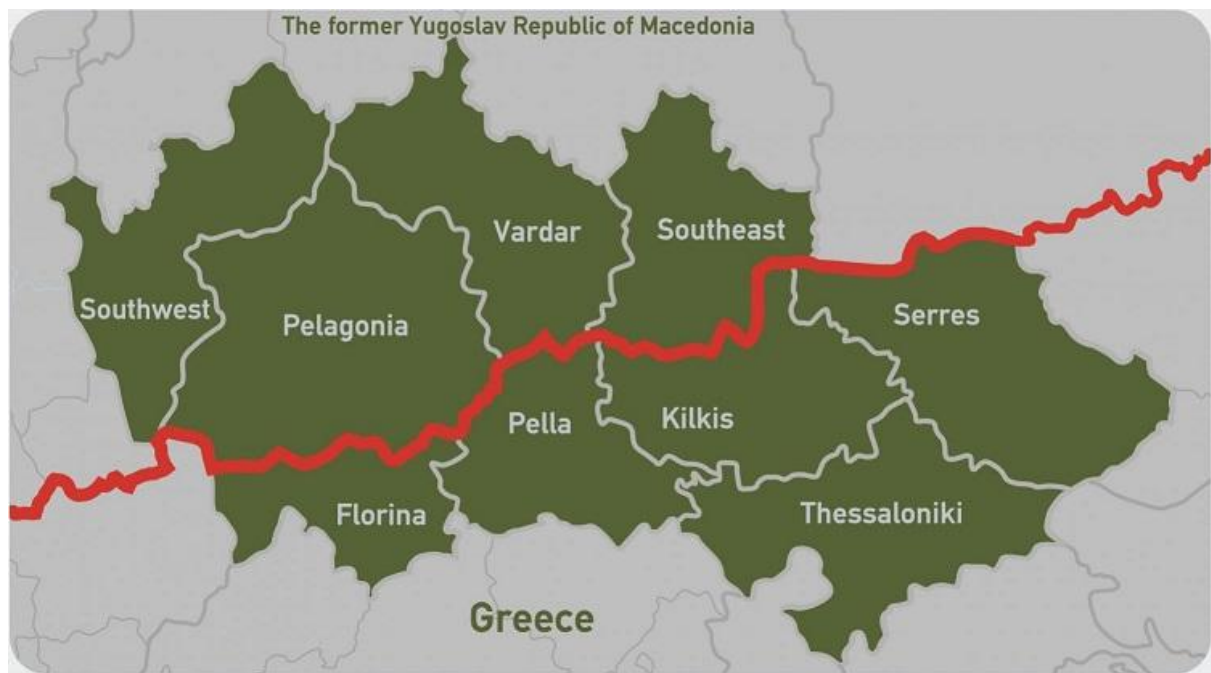 The former Yugoslav Republic of Macedonia
Vardar
Southeast
Southwest
Pelagonia
Serres
Pella
Kilkis
Florina
Thessaloniki
Greece